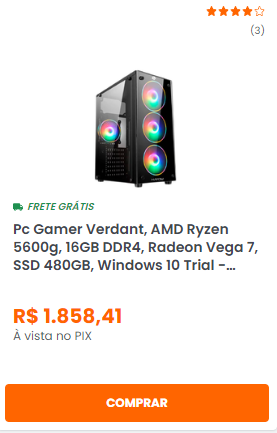 (3)
FRETE GRÁTIS
Pc Gamer Verdant, AMD Ryzen
5600g, 16GB DDR4, Radeon Vega 7,
SSD 480GB, Windows 10 Trial -...
R$ 1.858,41
À vista no PIX
COMPRAR